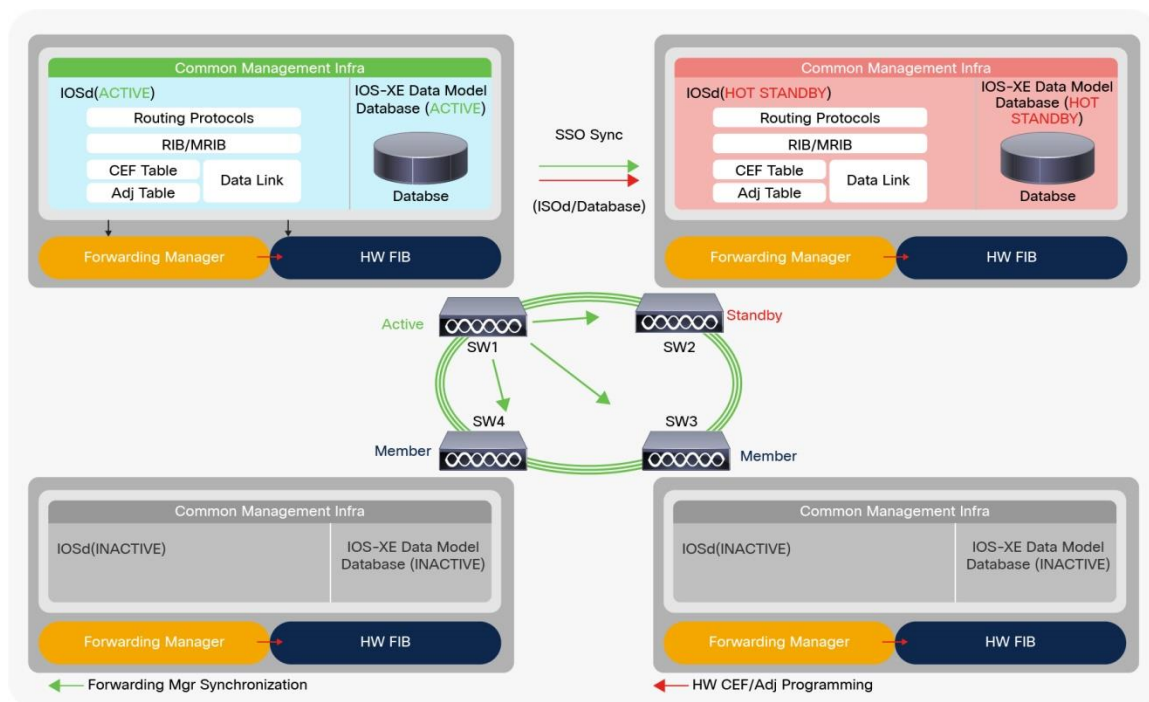 Common Management Infra
IOSd(ACTIVE)
Routing Protocols
RIB/MRIB
CEF Table
Adj Table
Data Link
IOS-XE Data Model
Database (ACTIVE)
Databse
Forwarding Manager
HW FIB
SSO Sync
(ISOd/Database)
Common Management Infra
IOSd(HOT STANDBY)
Routing Protocols
RIB/MRIB
CEF Table
Adj Table
Data Link
IOS-XE Data Model
Database (HOT
STANDBY)
Databse
Forwarding Manager
HW FIB
Active
SW1
Standby
SW2
SW4
Member
SW3
Member
Common Management Infra
IOSd(INACTIVE)
IOS-XE Data Model
Database (INACTIVE)
Forwarding Manager
HW FIB
Common Management Infra
IOSd(INACTIVE)
IOS-XE Data Model
Database (INACTIVE)
Forwarding Manager
HW FIB
Forwarding Mgr Synchronization
HW CEF/Adj Programming